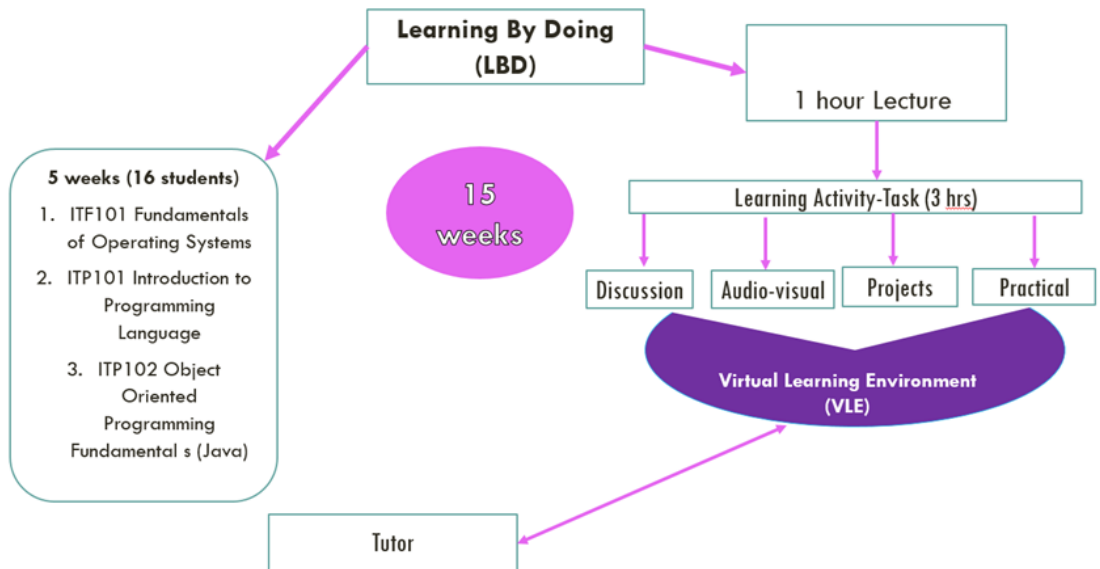 Learning By Doing
(LBD)
1 hour Lecture
5 weeks (16 students)
1. ITF101 Fundamentals
of Operating Systems
2. ITP101 Introduction to
Programming
Language
3. ITP102 Object
Oriented
Programming
Fundamental s (Java)
15
weeks
Learning Activity-Task (3 hrs)
Discussion
Audio-visual
Projects
Practical
Virtual Learning Environment
(VLE)
Tutor